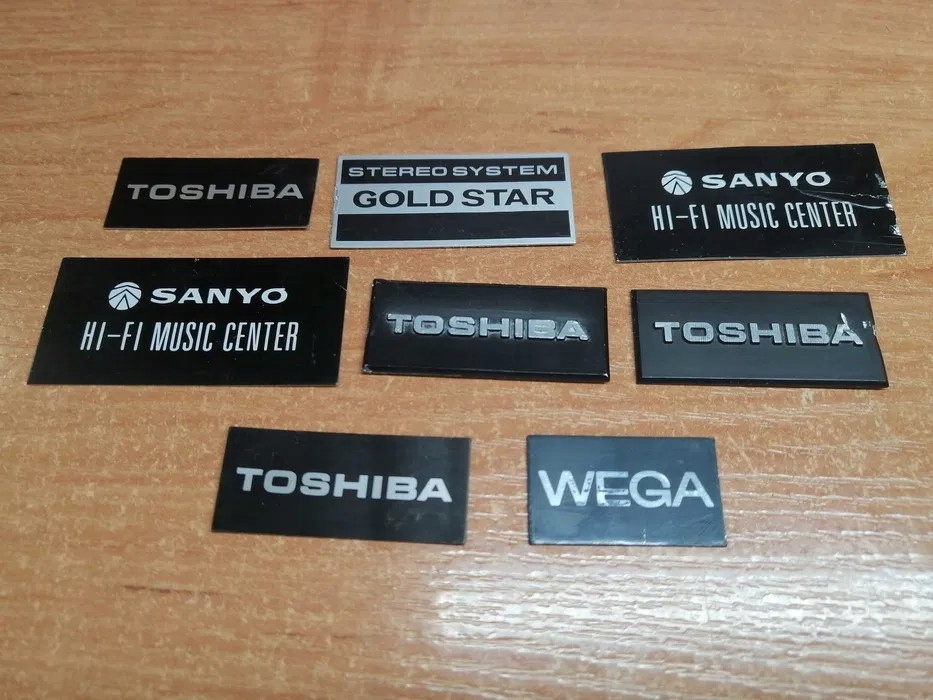 TOSHIBA
STEREO SYSTEM
GOLD STAR
SANYO
HI-FI MUSIC CENTER
SANYO
HI-FI MUSIC CENTER
TOSHIBA
TOSHIBA
TOSHIBA
WEGA